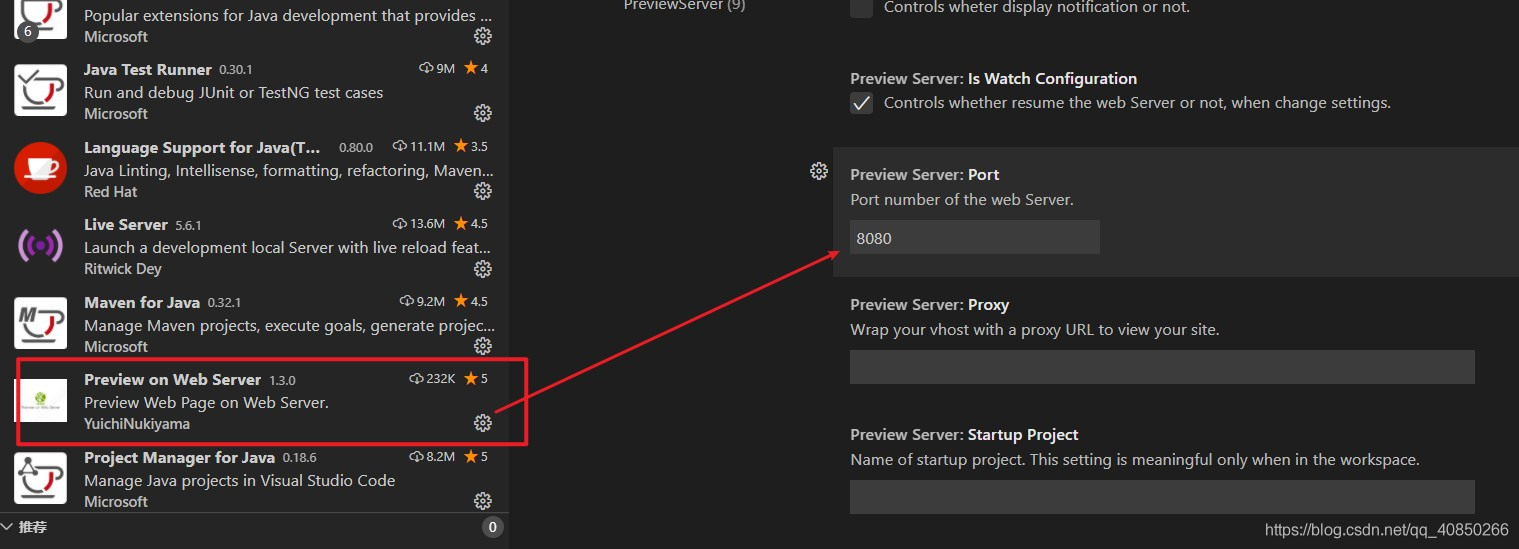 Popular extensions for Java development that provides ...
6
Microsoft
Java Test Runner 0.30.1 9M 4
Run and debug JUnit or TestNG test cases
Microsoft
Language Support for Java(T... 0.80.0 11.1M 3.5
Java Linting, Intellisense, formatting, refactoring, Maven...
Red Hat
Live Server 5.6.1 13.6M 4.5
Launch a development local Server with live reload feat...
Ritwick Dey
Maven for Java 0.32.1 9.2M 4.5
Manage Maven projects, execute goals, generate projec...
Microsoft
Preview on Web Server 1.3.0 232K 5
Preview Web Page on Web Server.
YuichiNukiyama
Project Manager for Java 0.18.6 8.2M 5
Manage Java projects in Visual Studio Code
Microsoft
推荐 0
PreviewServer (9)
Controls wheter display notification or not.
Preview Server: Is Watch Configuration
Controls whether resume the web Server or not, when change settings.
Preview Server: Port
Port number of the web Server.
8080
Preview Server: Proxy
Wrap your vhost with a proxy URL to view your site.
Preview Server: Startup Project
Name of startup project. This setting is meaningful only when in the workspace.
https://blog.csdn.net/qq_40850266